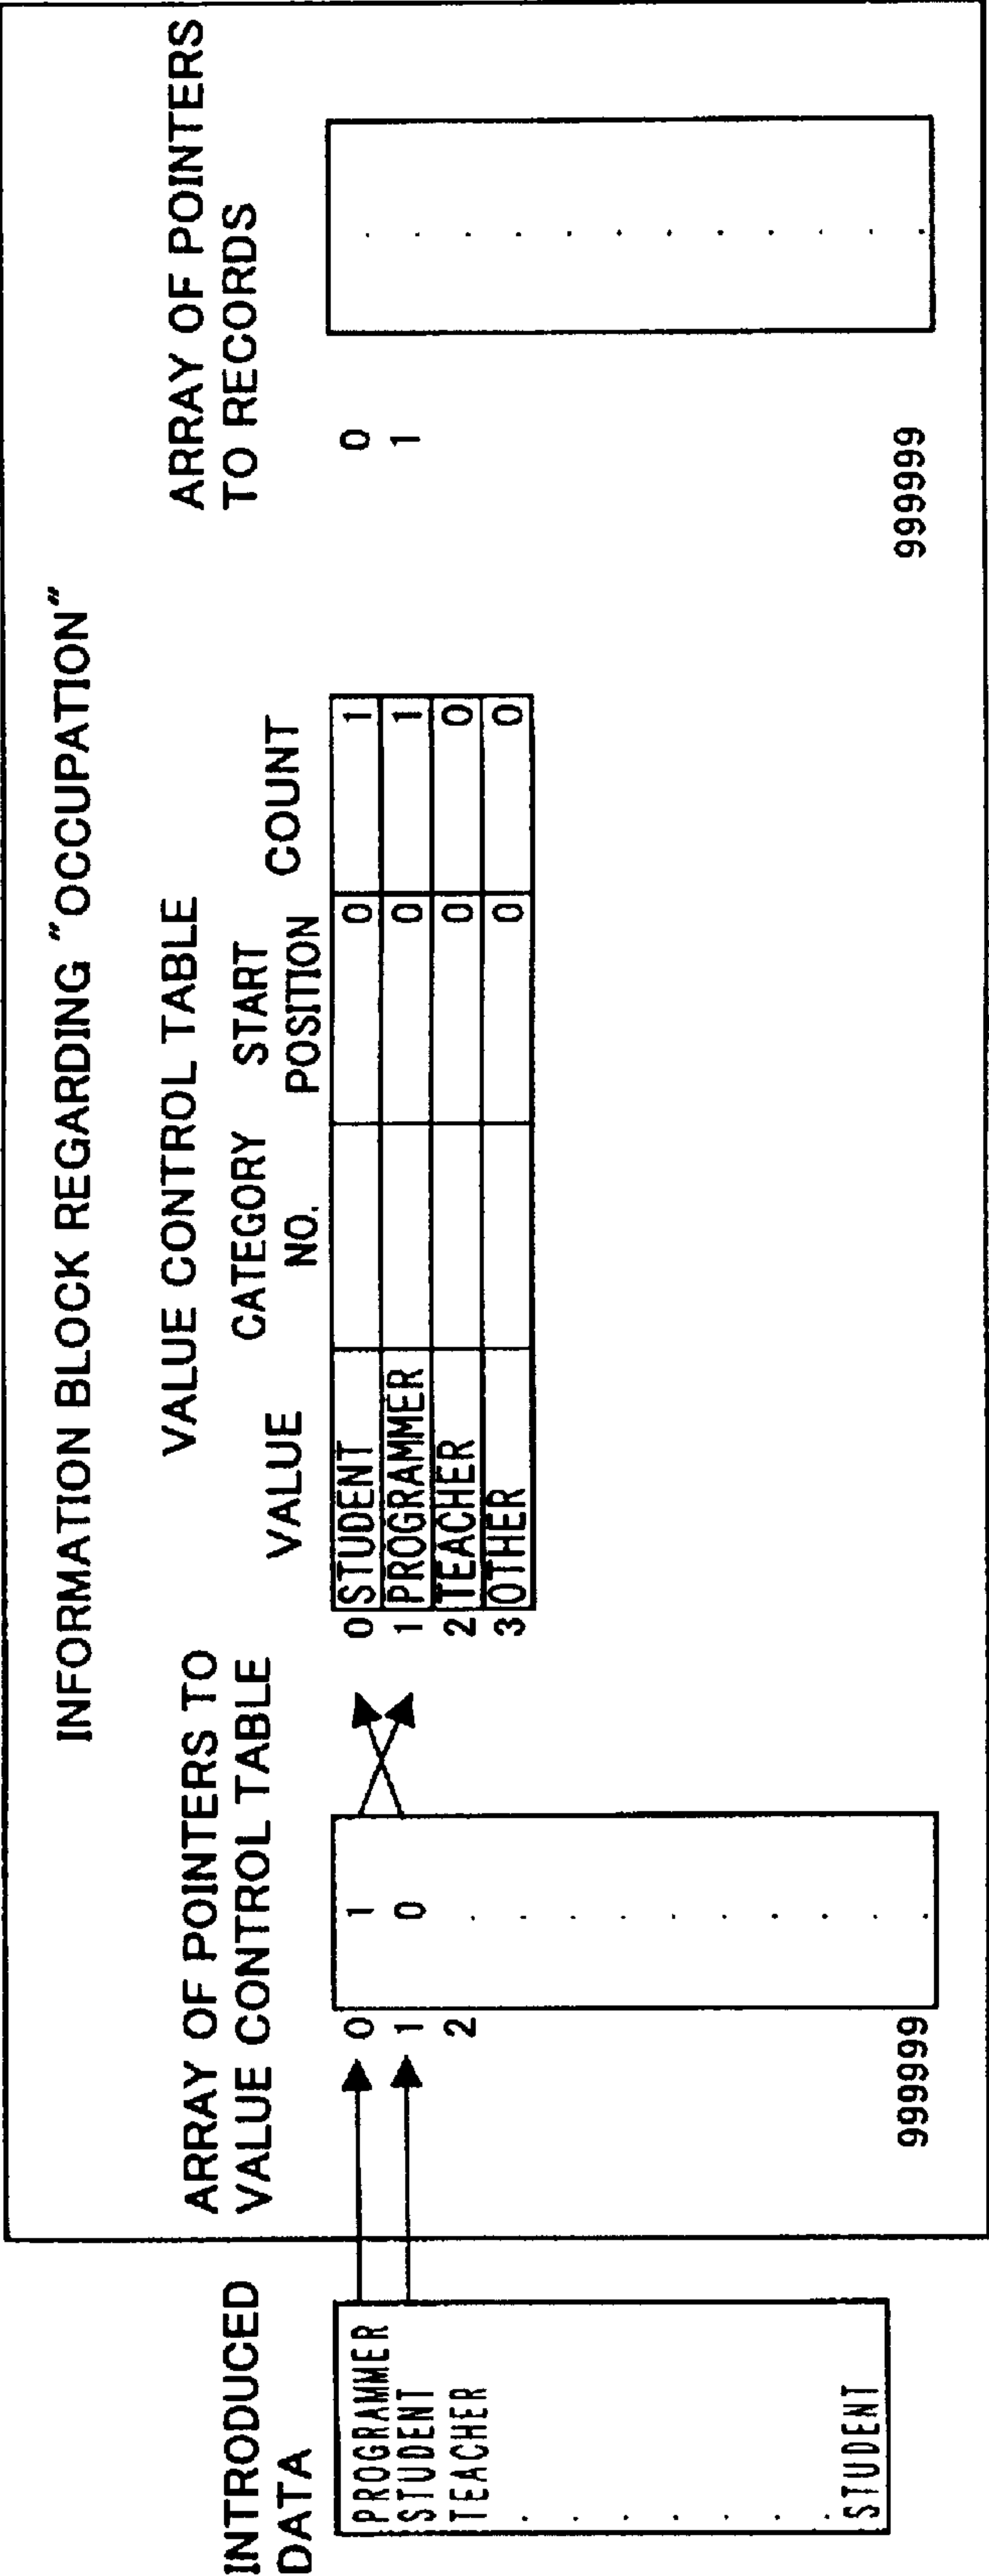 INFORMATION BLOCK REGARDING "OCCUPATION"
INTRODUCED
DATA
PROGRAMMER
STUDENT
TEACHER
STUDENT
ARRAY OF POINTERS TO
VALUE CONTROL TABLE
0 1
1 0
2
999999
VALUE CONTROL TABLE
VALUE CATEGORY NO. START POSITION COUNT
0 STUDENT 0 1
1 PROGRAMMER 0 1
2 TEACHER 0 0
3 OTHER 0 0
ARRAY OF POINTERS
TO RECORDS
0
1
999999